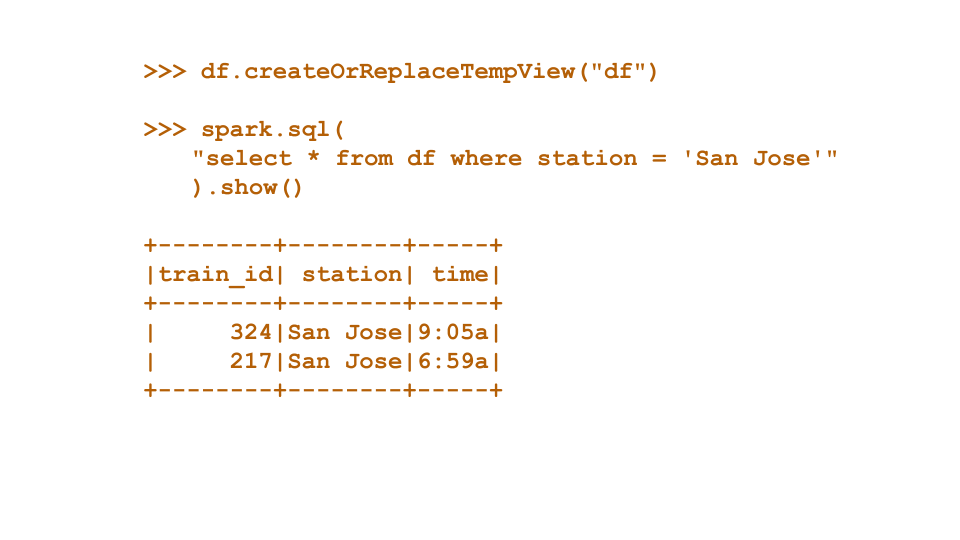 >>> df.createOrReplaceTempView("df")
>>> spark.sql(
"select * from df where station = 'San Jose'"
).show()
+--------+--------+-----+
|train_id| station| time|
+--------+--------+-----+
|     324|San Jose|9:05a|
|     217|San Jose|6:59a|
+--------+--------+-----+